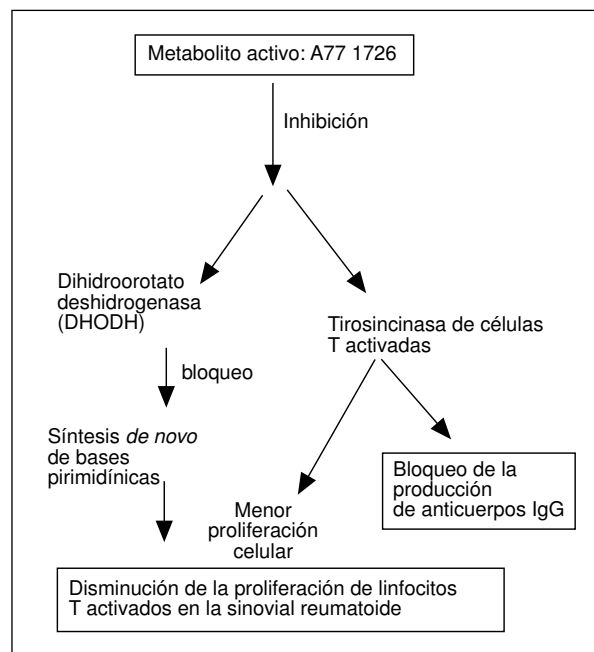 Metabolito activo: A77 1726
Inhibición
Dihidroorotato
deshidrogenasa
(DHODH)
Tirosincinasa de células
T activadas
bloqueo
Síntesis de novo
de bases
pirimidínicas
Bloqueo de la
producción
de anticuerpos IgG
Menor
proliferación
celular
Disminución de la proliferación de linfocitos
T activados en la sinovial reumatoide